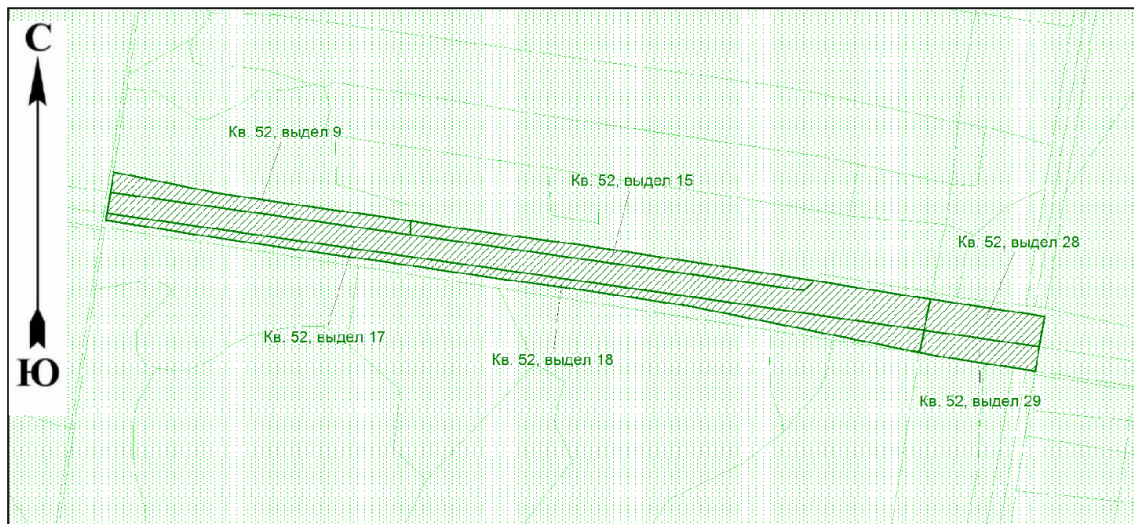 С
Кв. 52, выдел 9
Кв. 52, выдел 15
Кв. 52, выдел 28
Кв. 52, выдел 17
Кв. 52, выдел 18
Ю
Кв. 52, выдел 29